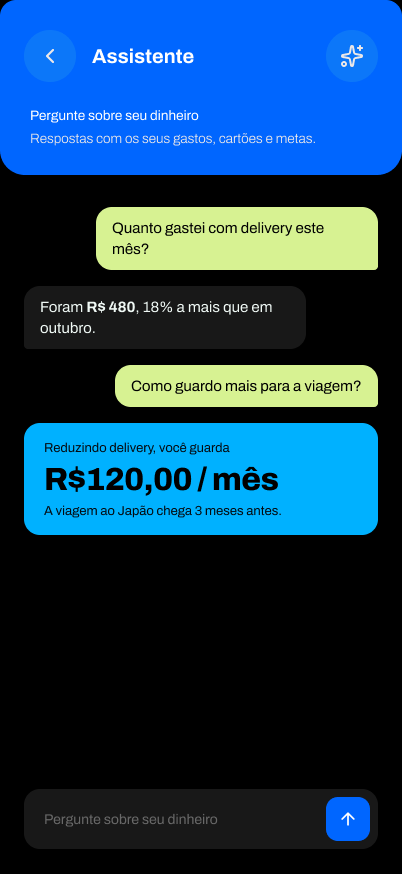 Assistente
Pergunte sobre seu dinheiro
Respostas com os seus gastos, cartões e metas.
Quanto gastei com delivery este
mês?
Foram R$ 480, 18% a mais que em
outubro.
Como guardo mais para a viagem?
Reduzindo delivery, você guarda
R$120,00 / mês
A viagem ao Japão chega 3 meses antes.
Pergunte sobre seu dinheiro